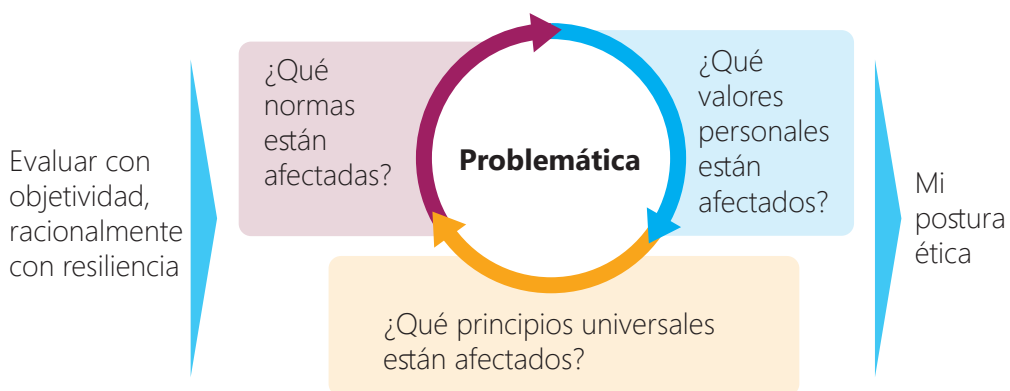 Evaluar con
objetividad,
racionalmente
con resiliencia
¿Qué
normas
están
afectadas?
Problemática
¿Qué
valores
personales
están
afectados?
¿Qué principios universales
están afectados?
Mi
postura
ética